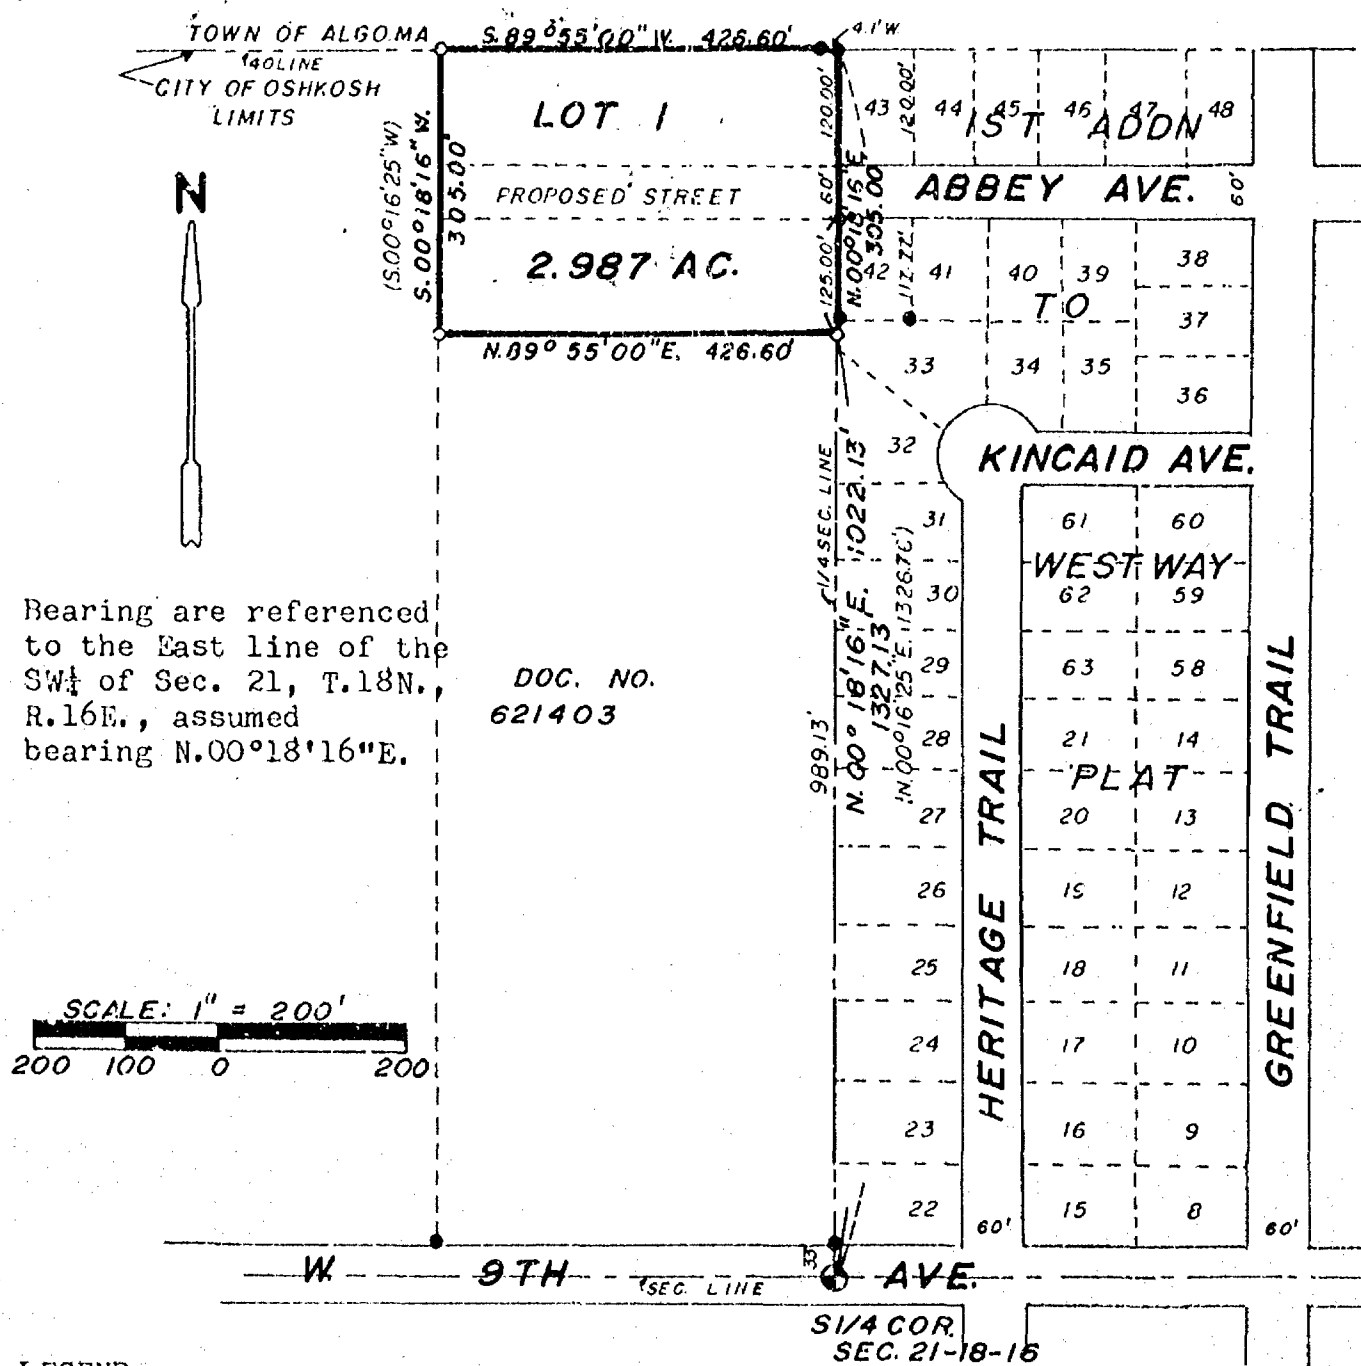 TOWN OF ALGOMA
S.89°55'00"W. 426.60'
4.1'W
40 LINE
CITY OF OSHKOSH
LIMITS
LOT 1
120.00'
43
120.00'
44
45
46
47
48
1ST ADDN
(S.00°16'25"W)
S.00°18'16"W.
305.00'
PROPOSED STREET
60'
N.00°18'16"E.
305.00'
ABBEY AVE.
60'
N
2.987 AC.
125.00'
42
112.22'
41
40
39
38
TO
37
N.89° 55'00"E. 426.60'
33
34
35
36
32
KINCAID AVE.
1/4 SEC. LINE
N.00° 18'16"E. 1022.13'
1327.13'
(N.00°16'25"E. 1326.76')
989.13'
31
61
60
WESTWAY
30
62
59
Bearing are referenced
to the East line of the
SW¼ of Sec. 21, T.18N.,
R.16E., assumed
bearing N.00°18'16"E.
DOC. NO.
621403
29
63
58
28
21
14
PLAT
27
20
13
26
19
12
25
18
11
HERITAGE TRAIL
GREENFIELD TRAIL
SCALE: 1" = 200'
200 100 0 200
24
17
10
23
16
9
22
60'
15
8
60'
W. 9TH AVE.
33'
SEC. LINE
S1/4 COR.
SEC. 21-18-16
LEGEND